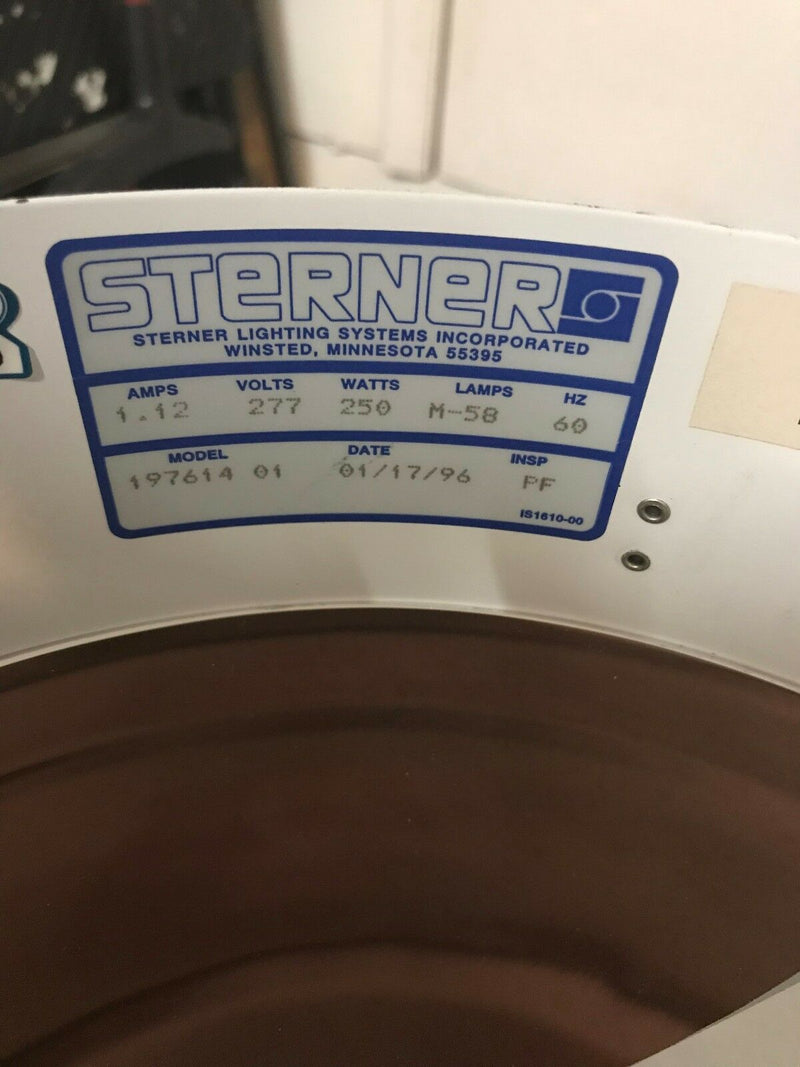 STERNER
STERNER LIGHTING SYSTEMS INCORPORATED
WINSTED, MINNESOTA 55395
AMPS VOLTS WATTS LAMPS HZ
1.12 277 250 M-58 60
MODEL DATE INSP
197614 01 01/17/96 PF
IS1610-00